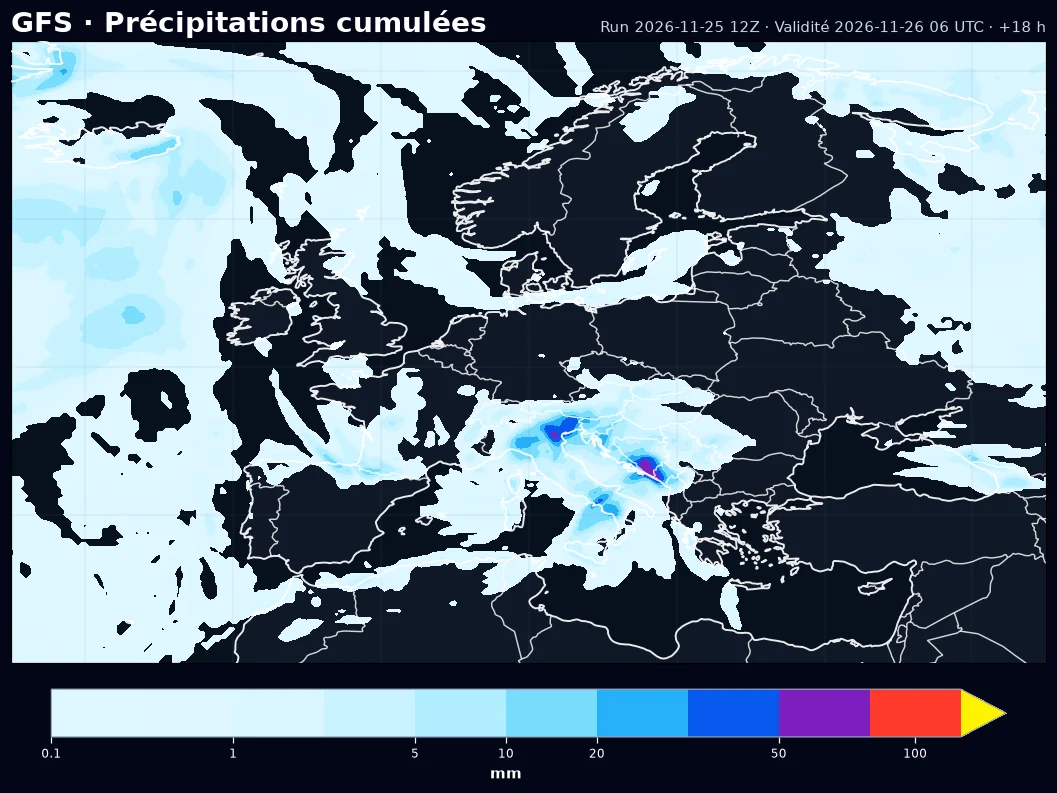 GFS · Précipitations cumulées
Run 2026-11-25 12Z · Validité 2026-11-26 06 UTC · +18 h
0.1 1 5 10 20 50 100
mm